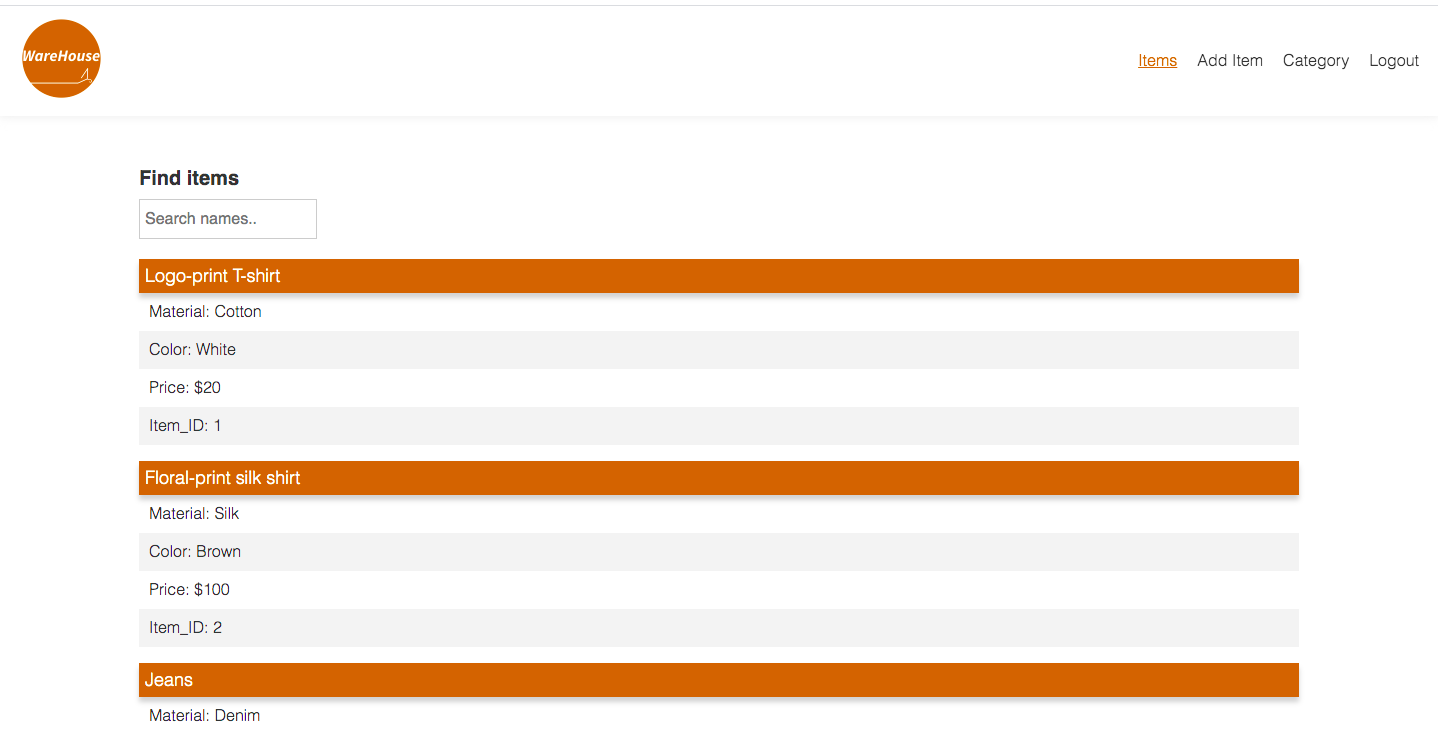 WareHouse
Items Add Item Category Logout
Find items
Search names..
Logo-print T-shirt
Material: Cotton
Color: White
Price: $20
Item_ID: 1
Floral-print silk shirt
Material: Silk
Color: Brown
Price: $100
Item_ID: 2
Jeans
Material: Denim